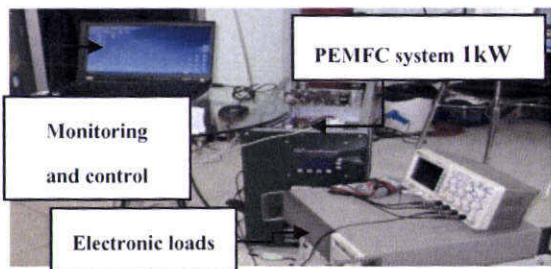 PEMFC system 1kW
Monitoring
and control
Electronic loads